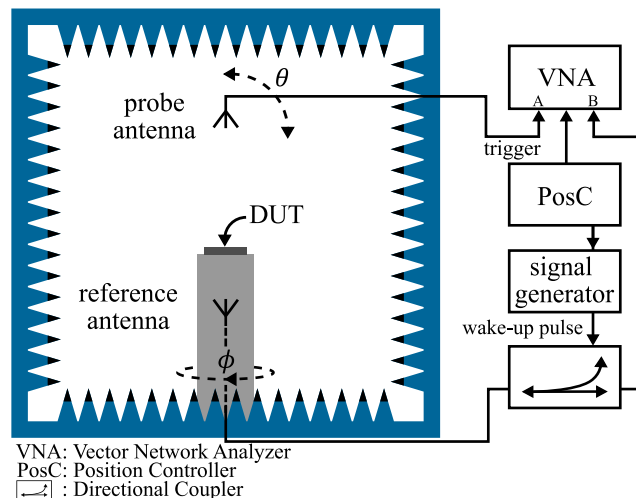 θ
probe
antenna
VNA
A
B
trigger
DUT
PosC
signal
generator
reference
antenna
wake-up pulse
ϕ
VNA: Vector Network Analyzer
PosC: Position Controller
: Directional Coupler